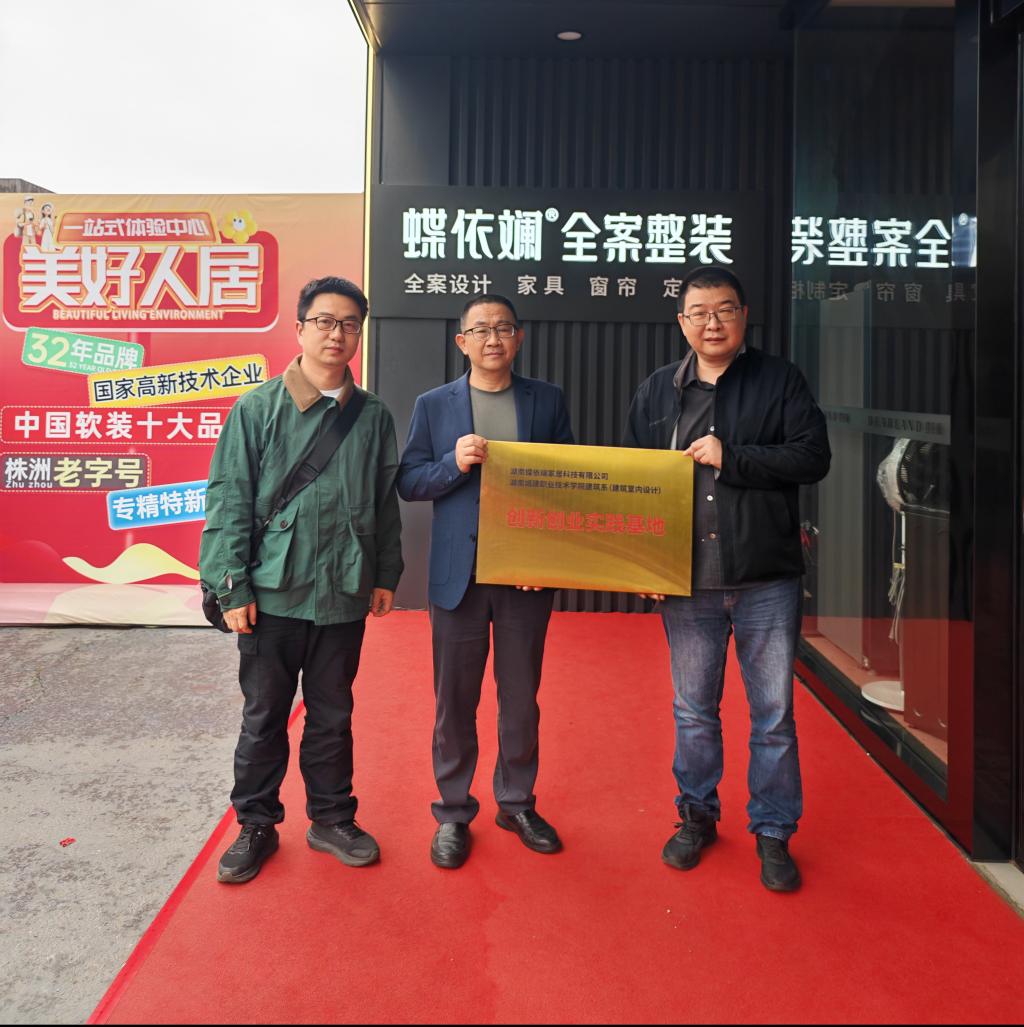 一站式体验中心
美好人居
BEAUTIFUL LIVING ENVIRONMENT
32年品牌
国家高新技术企业
中国软装十大品
株洲老字号
Zhu zhou
专精特新
蝶依斓®全案整装
全案设计 家具 窗帘 定
湖南蝶依斓家居科技有限公司
湖南城建职业技术学院建筑系(建筑室内设计)
创新创业实践基地